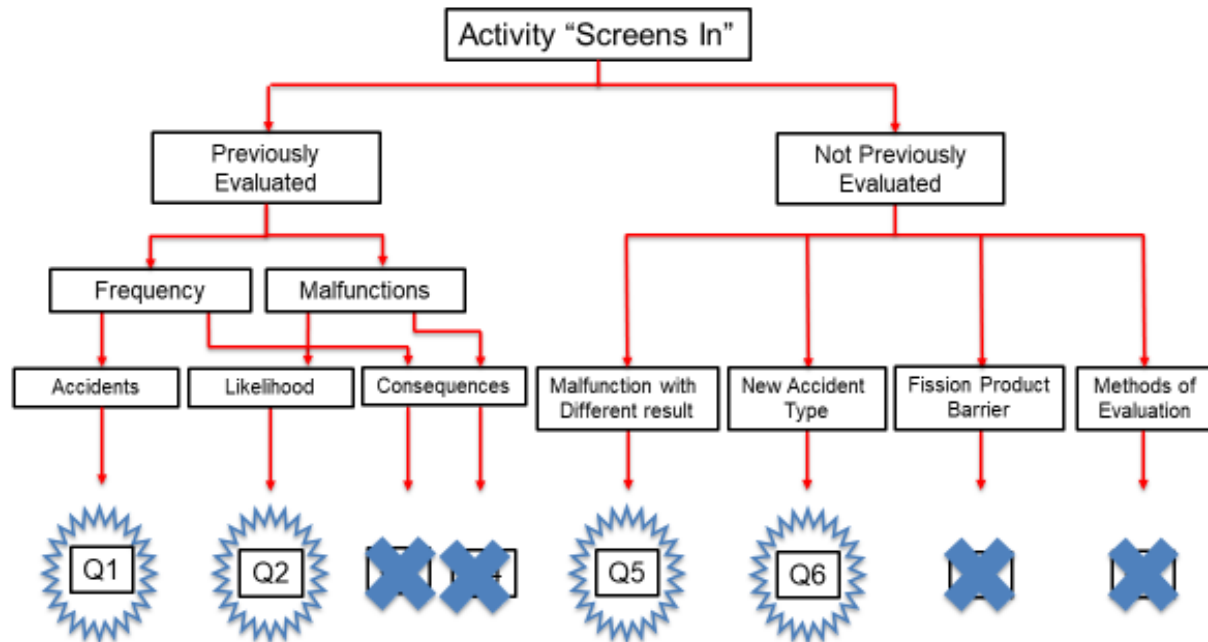 Activity “Screens In”
Previously
Evaluated
Not Previously
Evaluated
Frequency
Malfunctions
Accidents
Likelihood
Consequences
Malfunction with
Different result
New Accident
Type
Fission Product
Barrier
Methods of
Evaluation
Q1
Q2
Q5
Q6